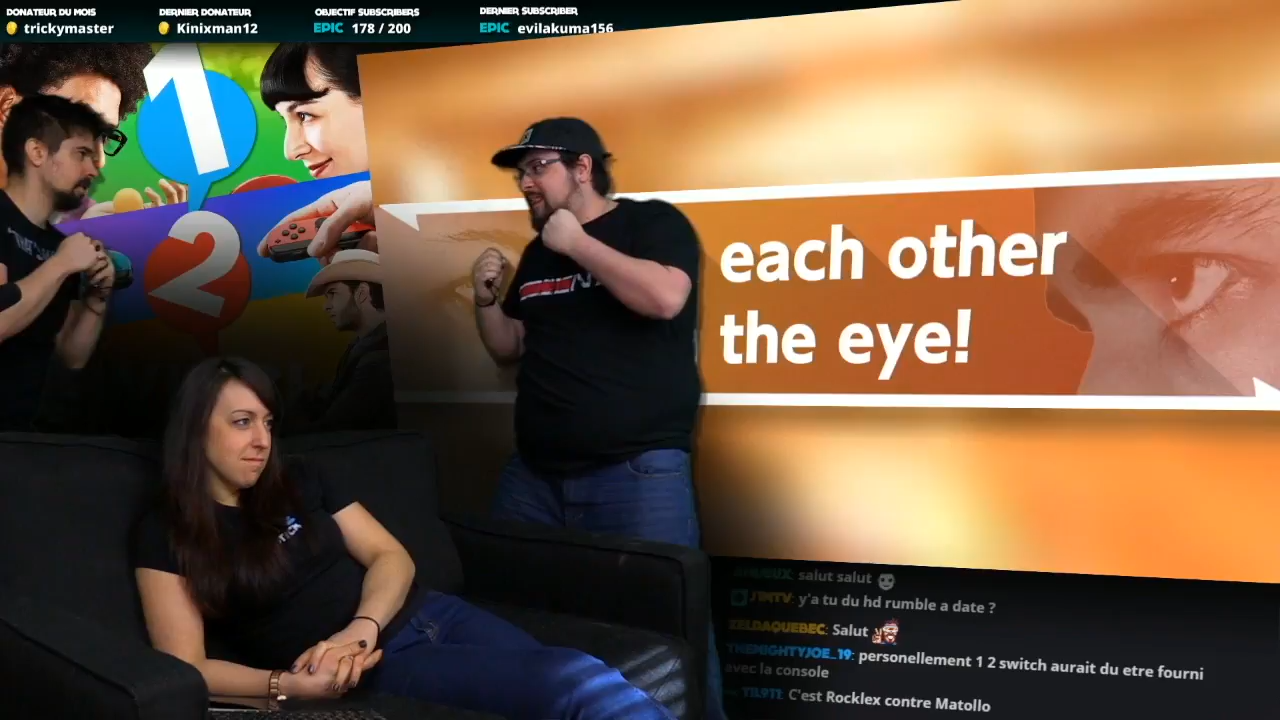 DONATEUR DU MOIS
trickymaster
DERNIER DONATEUR
Kinixman12
OBJECTIF SUBSCRIBERS
EPIC 178 / 200
DERNIER SUBSCRIBER
EPIC evilakuma156
1
2
each other
the eye!
salut salut
y'a tu du hd rumble a date ?
ZELDAQUEBEC: Salut
THEMIGHTYJOE_19: personellement 1 2 switch aurait du etre fourni
avec la console
C'est Rocklex contre Matollo